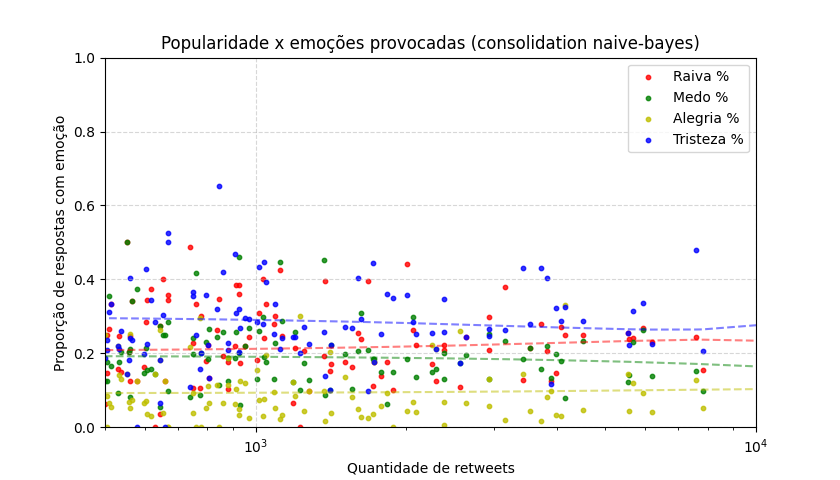 Popularidade x emoções provocadas (consolidation naive-bayes)
Raiva %
Medo %
Alegria %
Tristeza %
Proporção de respostas com emoção
1.0
0.8
0.6
0.4
0.2
0.0
10³
10⁴
Quantidade de retweets